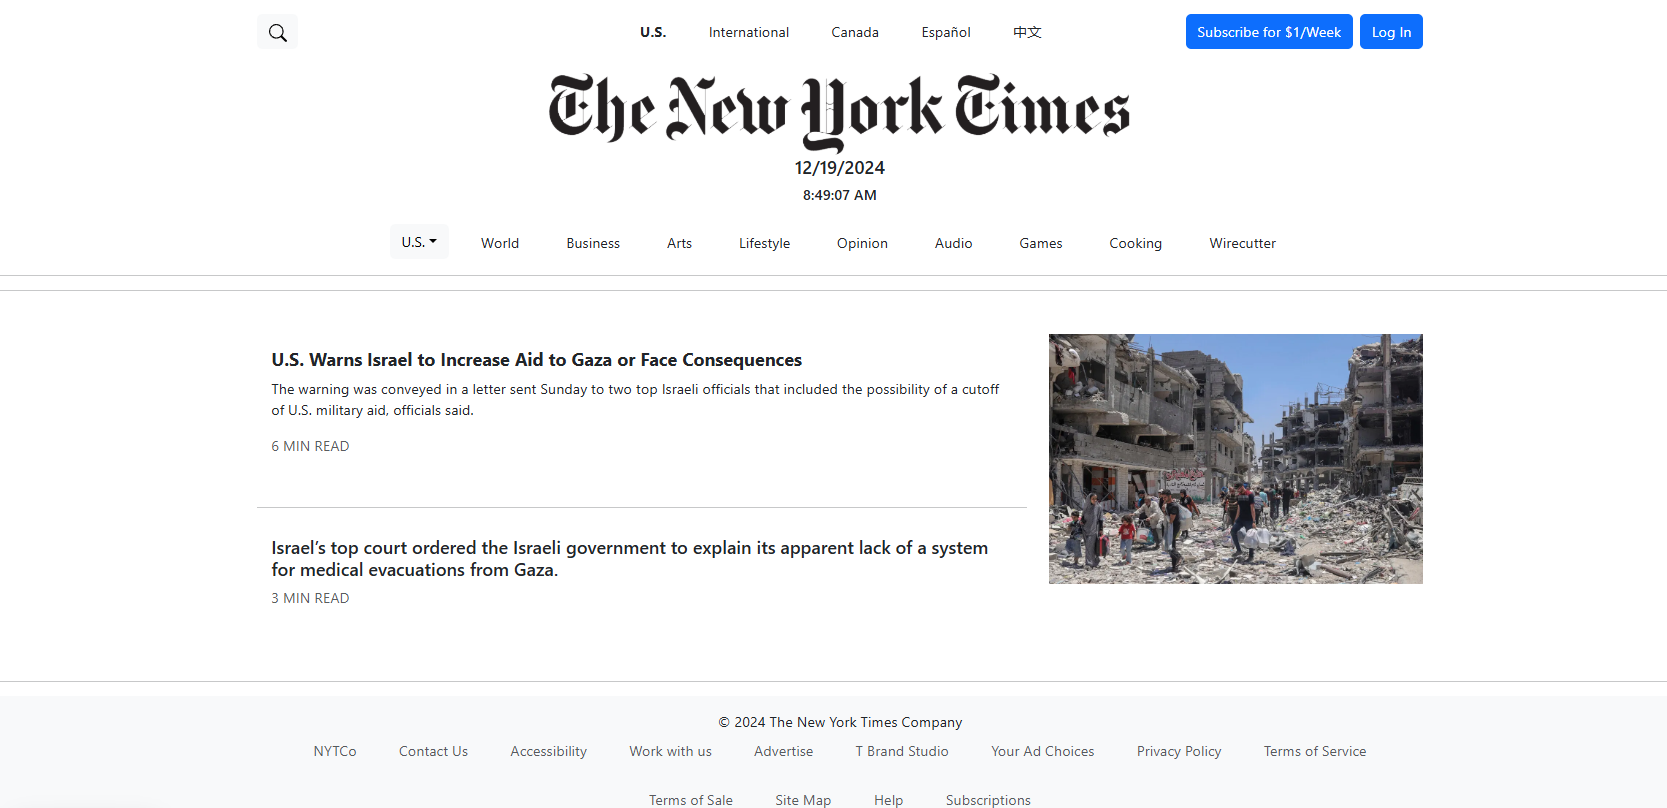 U.S. International Canada Español 中文 Subscribe for $1/Week Log In
The New York Times
12/19/2024
8:49:07 AM
U.S. World Business Arts Lifestyle Opinion Audio Games Cooking Wirecutter
U.S. Warns Israel to Increase Aid to Gaza or Face Consequences
The warning was conveyed in a letter sent Sunday to two top Israeli officials that included the possibility of a cutoff
of U.S. military aid, officials said.
6 MIN READ
Israel’s top court ordered the Israeli government to explain its apparent lack of a system
for medical evacuations from Gaza.
3 MIN READ
© 2024 The New York Times Company
NYTCo Contact Us Accessibility Work with us Advertise T Brand Studio Your Ad Choices Privacy Policy Terms of Service
Terms of Sale Site Map Help Subscriptions